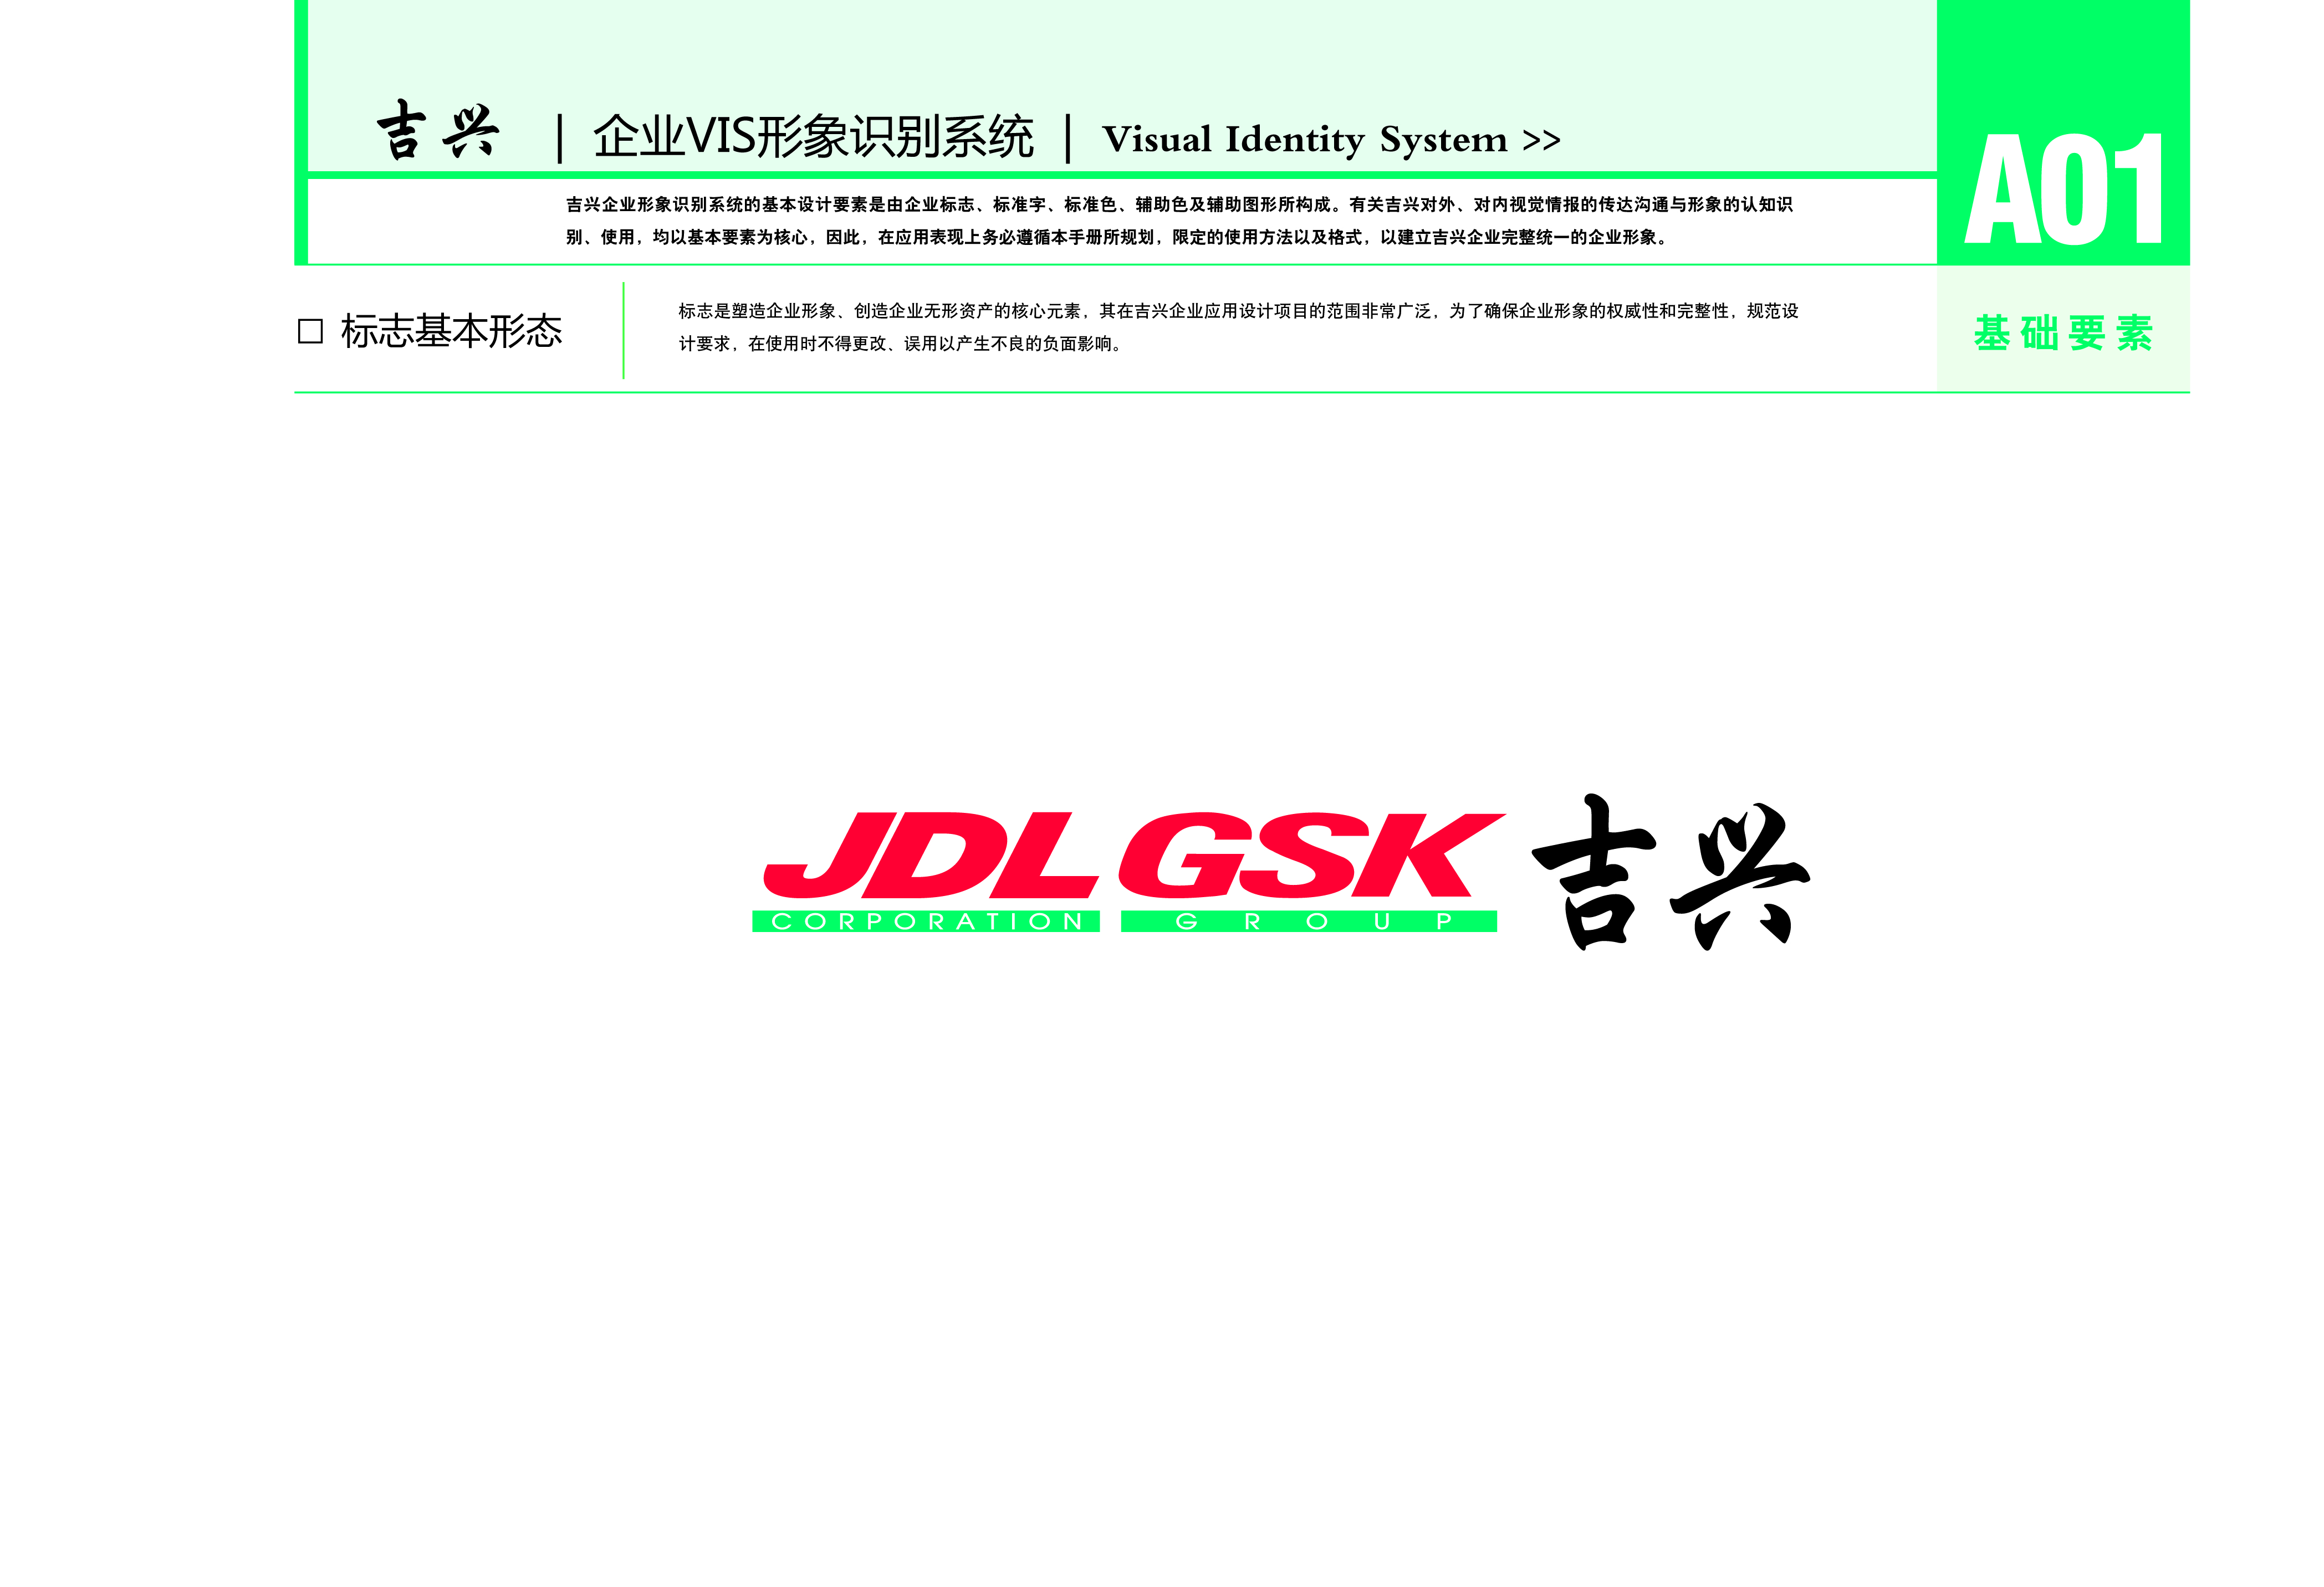 吉兴 | 企业VIS形象识别系统 | Visual Identity System >>
A01
吉兴企业形象识别系统的基本设计要素是由企业标志、标准字、标准色、辅助色及辅助图形所构成。有关吉兴对外、对内视觉情报的传达沟通与形象的认知识
别、使用，均以基本要素为核心，因此，在应用表现上务必遵循本手册所规划，限定的使用方法以及格式，以建立吉兴企业完整统一的企业形象。
□ 标志基本形态
标志是塑造企业形象、创造企业无形资产的核心元素，其在吉兴企业应用设计项目的范围非常广泛，为了确保企业形象的权威性和完整性，规范设
计要求，在使用时不得更改、误用以产生不良的负面影响。
基础要素
JDL GSK 吉兴
CORPORATION GROUP